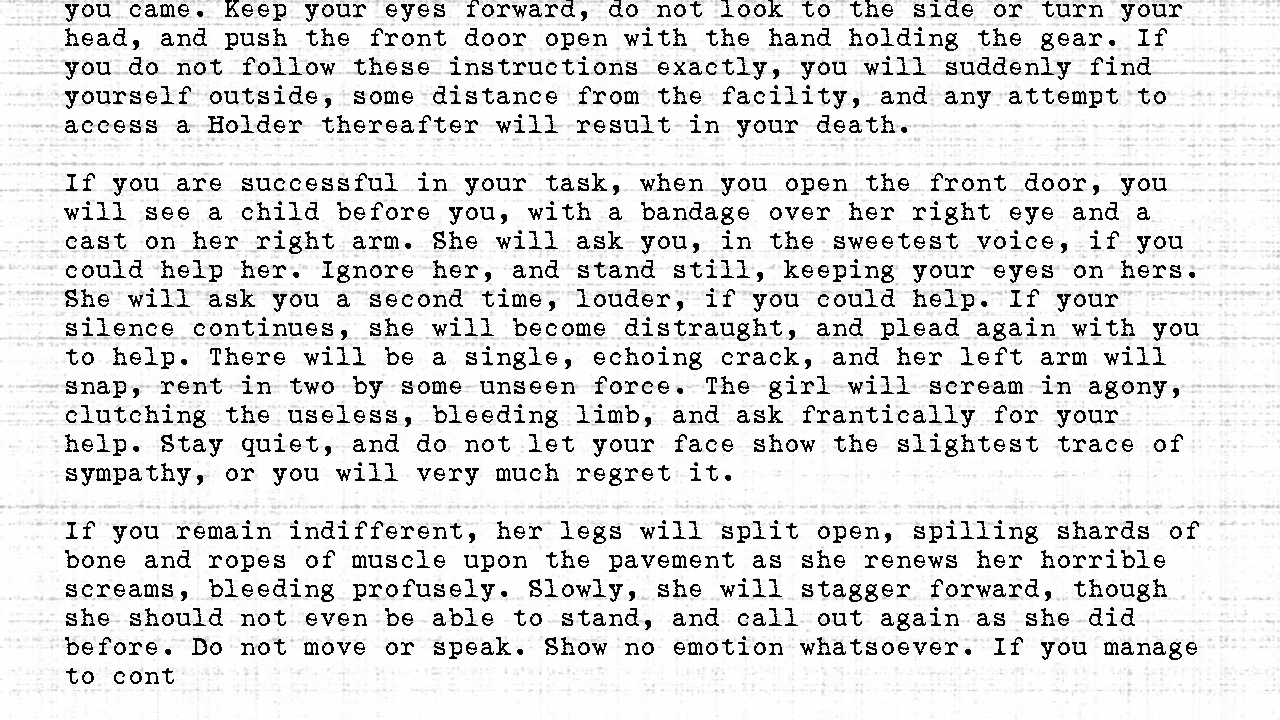 you came. Keep your eyes forward, do not look to the side or turn your
head, and push the front door open with the hand holding the gear. If
you do not follow these instructions exactly, you will suddenly find
yourself outside, some distance from the facility, and any attempt to
access a Holder thereafter will result in your death.
If you are successful in your task, when you open the front door, you
will see a child before you, with a bandage over her right eye and a
cast on her right arm. She will ask you, in the sweetest voice, if you
could help her. Ignore her, and stand still, keeping your eyes on hers.
She will ask you a second time, louder, if you could help. If your
silence continues, she will become distraught, and plead again with you
to help. There will be a single, echoing crack, and her left arm will
snap, rent in two by some unseen force. The girl will scream in agony,
clutching the useless, bleeding limb, and ask frantically for your
help. Stay quiet, and do not let your face show the slightest trace of
sympathy, or you will very much regret it.
If you remain indifferent, her legs will split open, spilling shards of
bone and ropes of muscle upon the pavement as she renews her horrible
screams, bleeding profusely. Slowly, she will stagger forward, though
she should not even be able to stand, and call out again as she did
before. Do not move or speak. Show no emotion whatsoever. If you manage
to cont